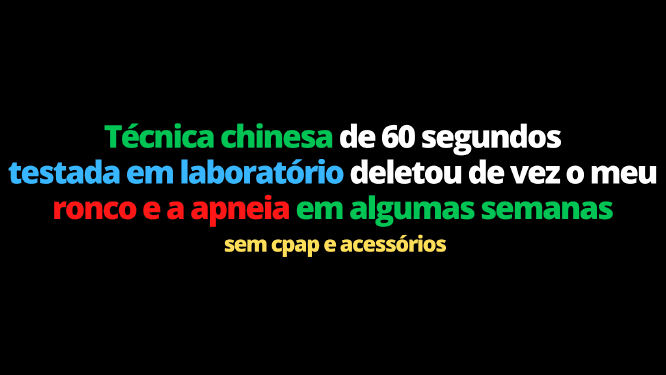 Técnica chinesa de 60 segundos
testada em laboratório deletou de vez o meu
ronco e a apneia em algumas semanas
sem cpap e acessórios